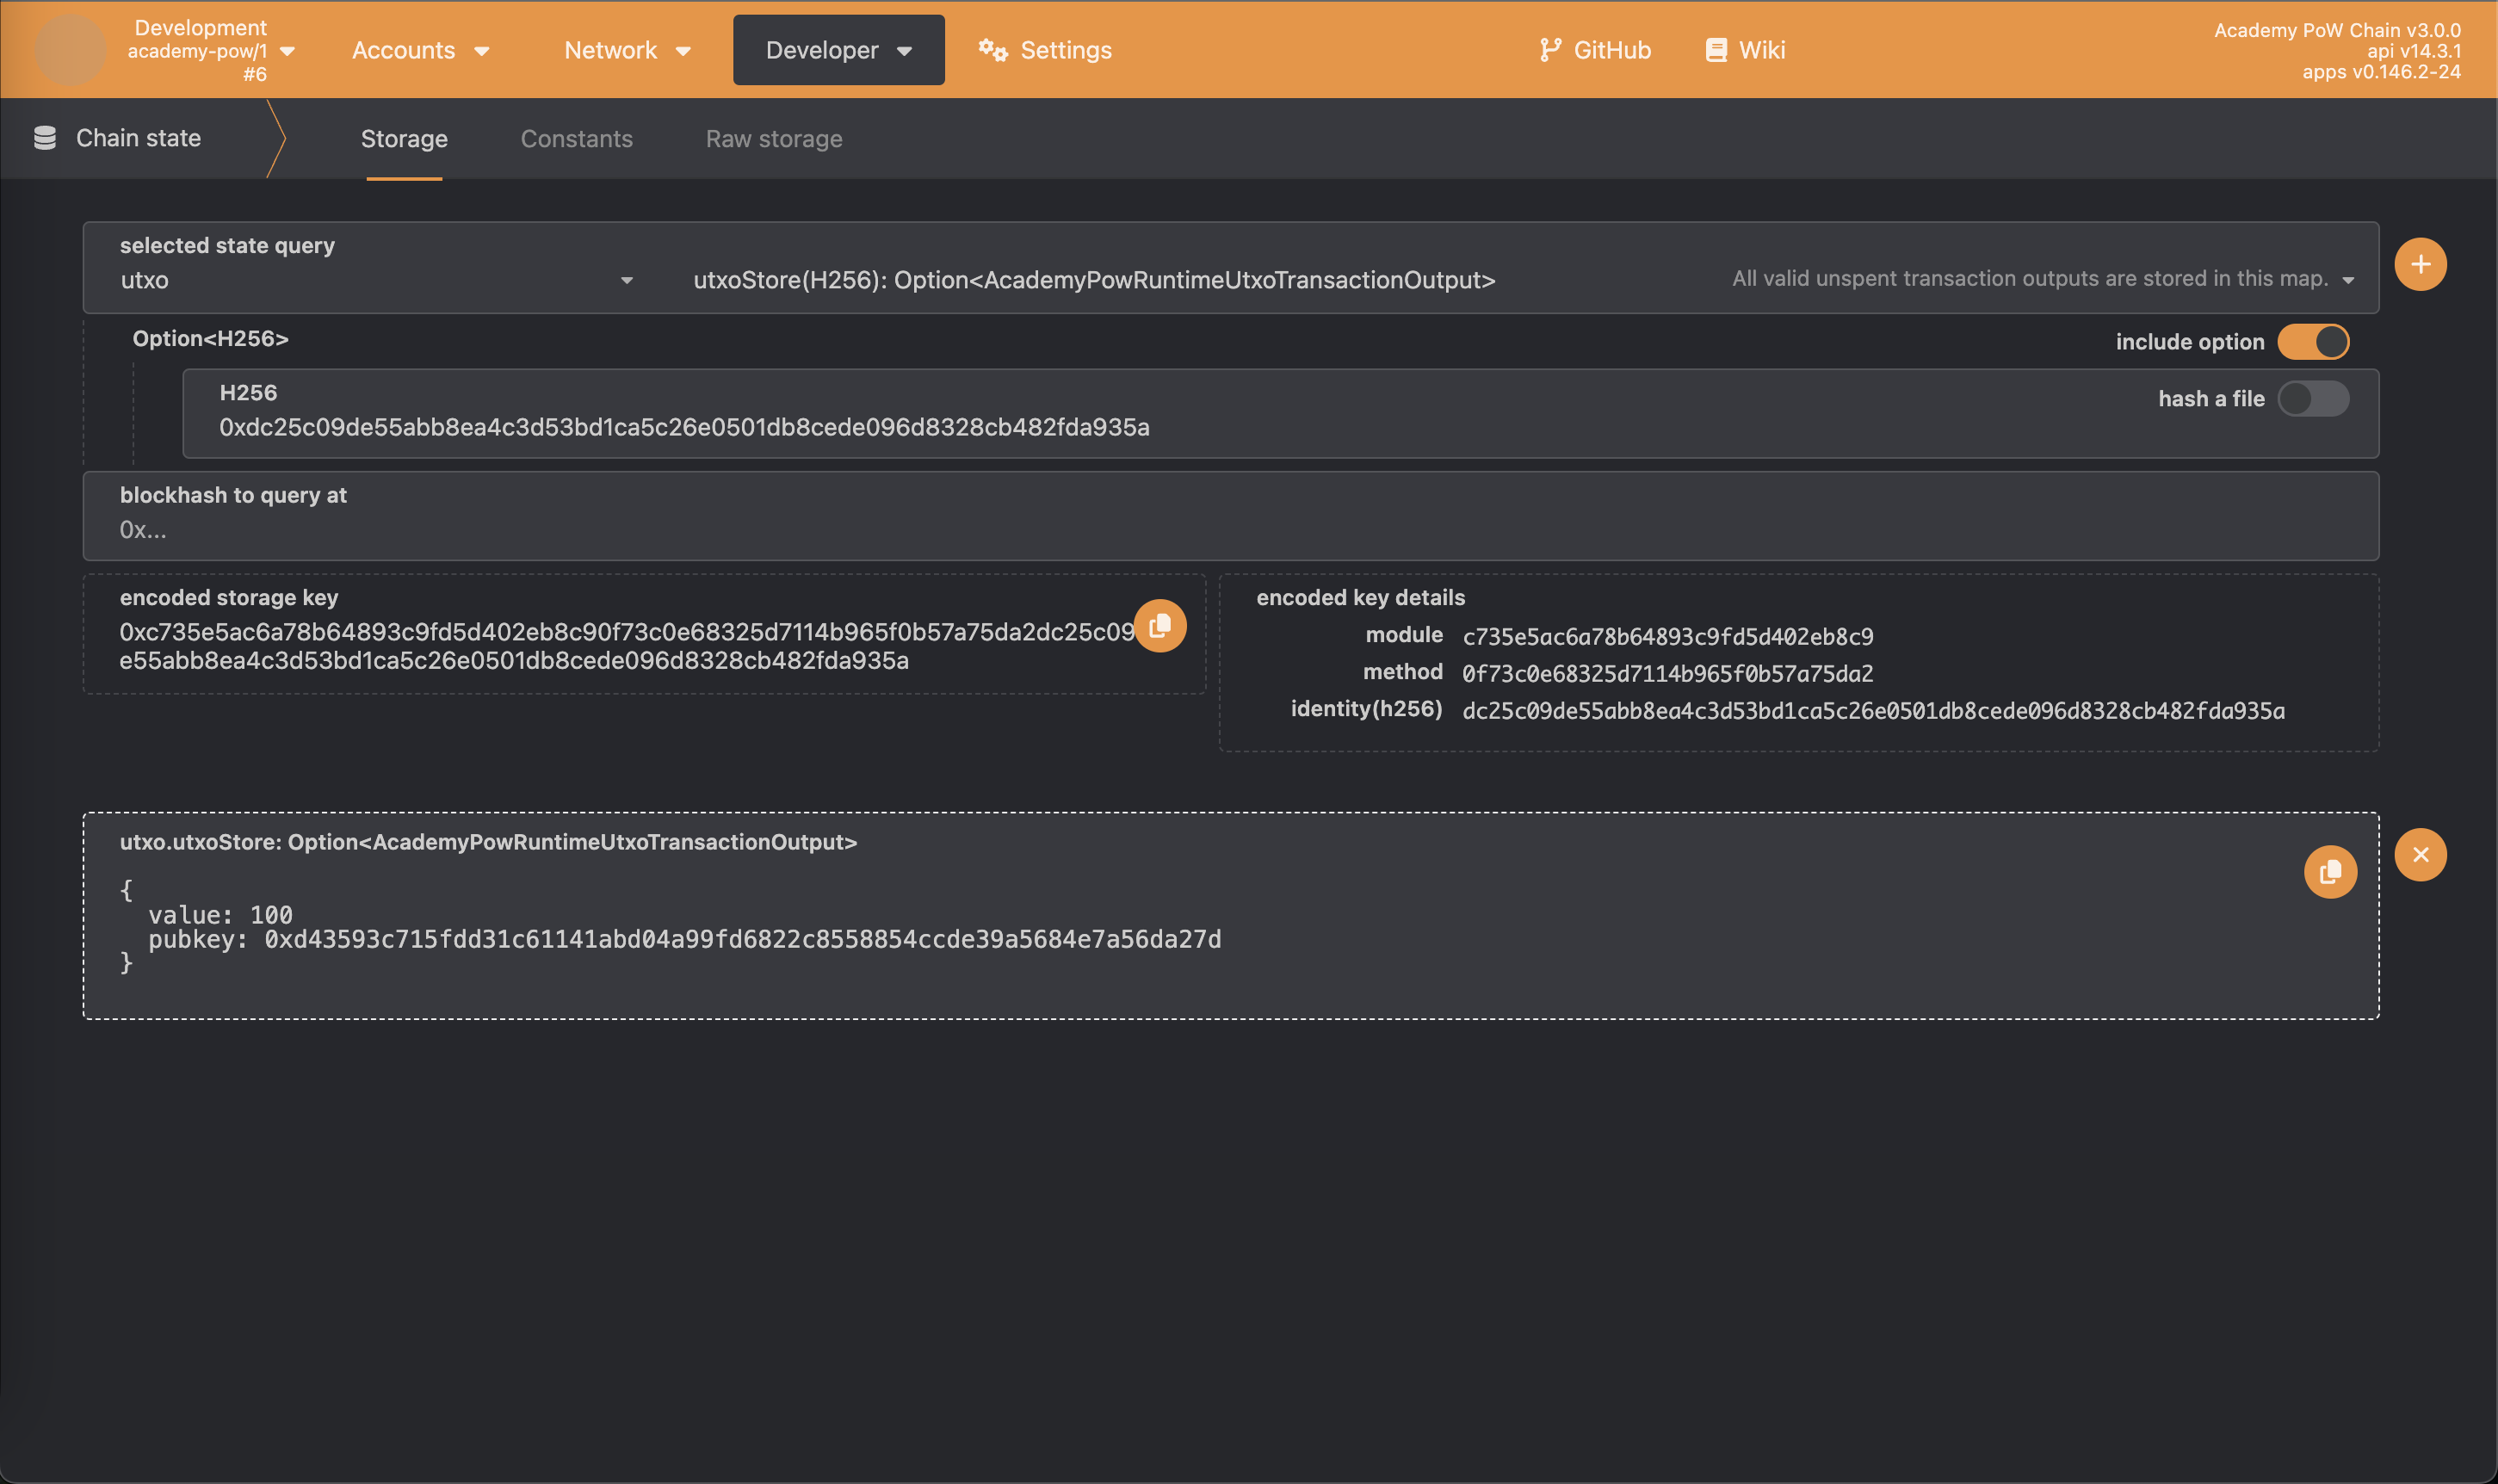 Development
academy-pow/1
#6
Accounts
Network
Developer
Settings
GitHub
Wiki
Academy PoW Chain v3.0.0
api v14.3.1
apps v0.146.2-24
Chain state
Storage
Constants
Raw storage
selected state query
utxo
utxoStore(H256): Option<AcademyPowRuntimeUtxoTransactionOutput>
All valid unspent transaction outputs are stored in this map.
Option<H256>
include option
H256
hash a file
0xdc25c09de55abb8ea4c3d53bd1ca5c26e0501db8cede096d8328cb482fda935a
blockhash to query at
0x...
encoded storage key
0xc735e5ac6a78b64893c9fd5d402eb8c90f73c0e68325d7114b965f0b57a75da2dc25c09
e55abb8ea4c3d53bd1ca5c26e0501db8cede096d8328cb482fda935a
encoded key details
module c735e5ac6a78b64893c9fd5d402eb8c9
method 0f73c0e68325d7114b965f0b57a75da2
identity(h256) dc25c09de55abb8ea4c3d53bd1ca5c26e0501db8cede096d8328cb482fda935a
utxo.utxoStore: Option<AcademyPowRuntimeUtxoTransactionOutput>
{
value: 100
pubkey: 0xd43593c715fdd31c61141abd04a99fd6822c8558854ccde39a5684e7a56da27d
}